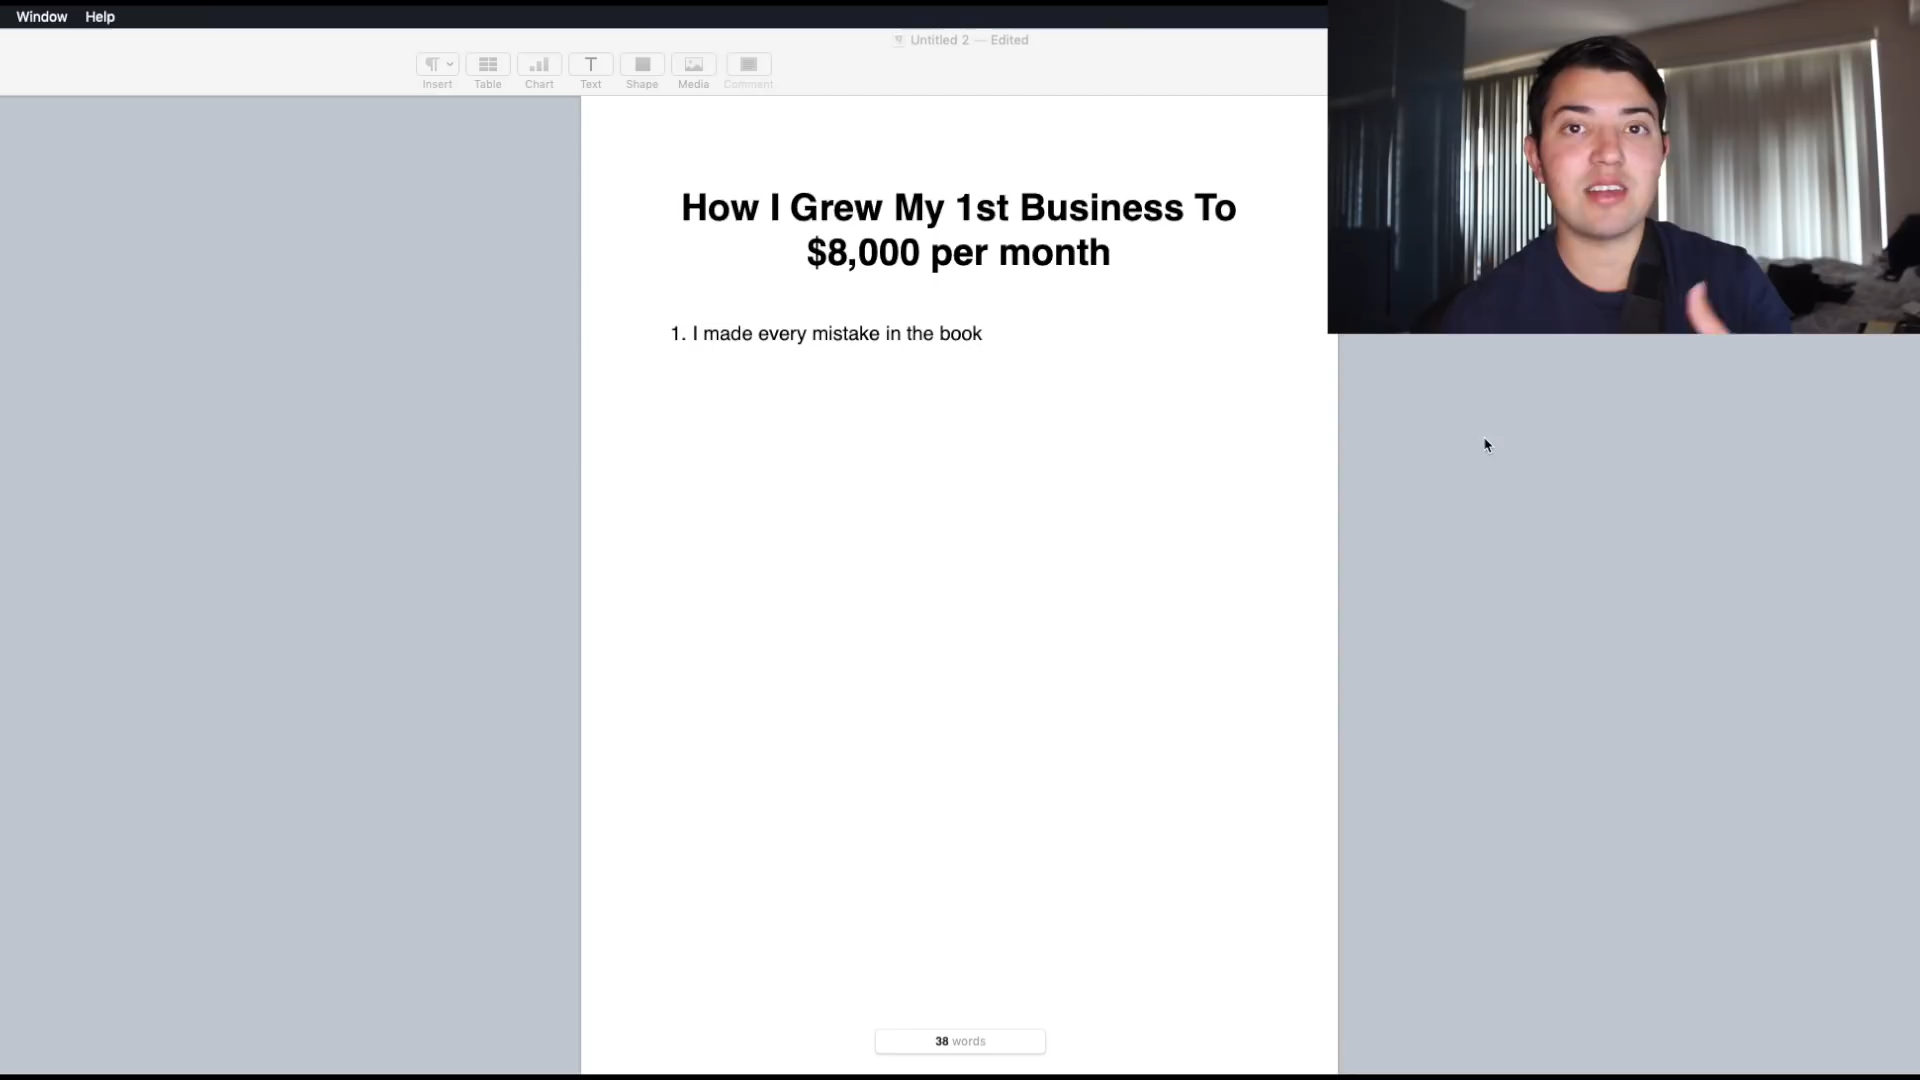 Window Help
Untitled 2 — Edited
Insert Table Chart Text Shape Media Comment
How I Grew My 1st Business To
$8,000 per month
1. I made every mistake in the book
38 words